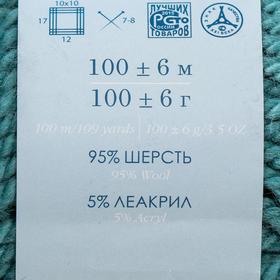 10x10
17
12
7-8
ЛУЧШИХ
ТОВАРОВ
100 ± 6 м
100 ± 6 г
100 m/109 yards | 100 ± 6 g/3.5 OZ
95% ШЕРСТЬ
95% Wool
5% ЛЕАКРИЛ
5% Acryl